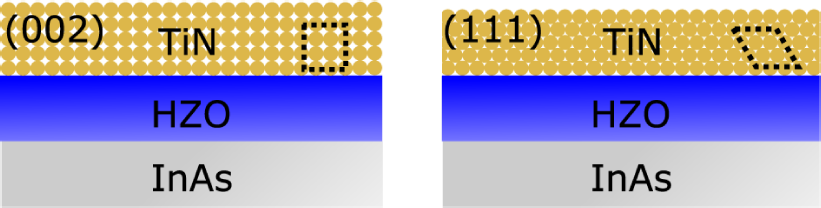 (002) TiN
HZO
InAs
(111) TiN
HZO
InAs